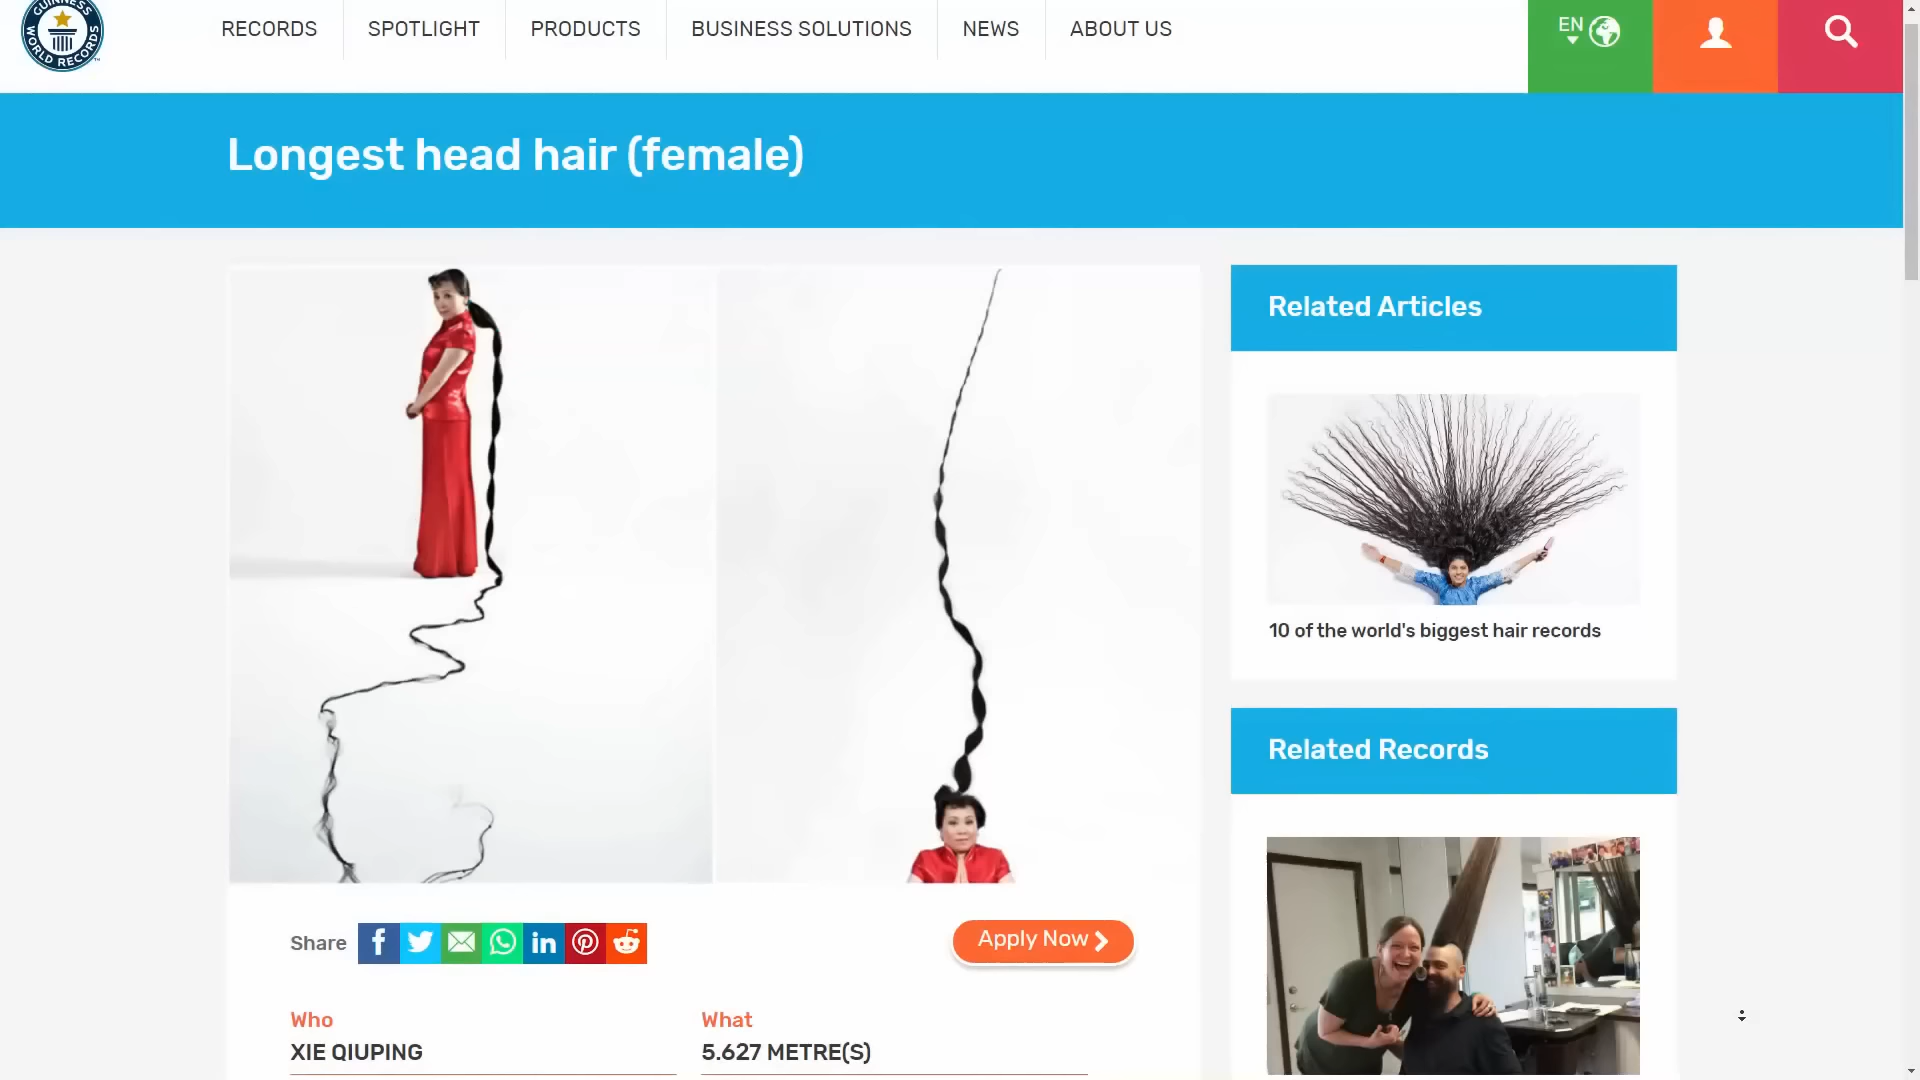 GUINNESS
WORLD RECORDS
RECORDS
SPOTLIGHT
PRODUCTS
BUSINESS SOLUTIONS
NEWS
ABOUT US
EN
Longest head hair (female)
Related Articles
10 of the world's biggest hair records
Related Records
Share
Apply Now
Who
XIE QIUPING
What
5.627 METRE(S)